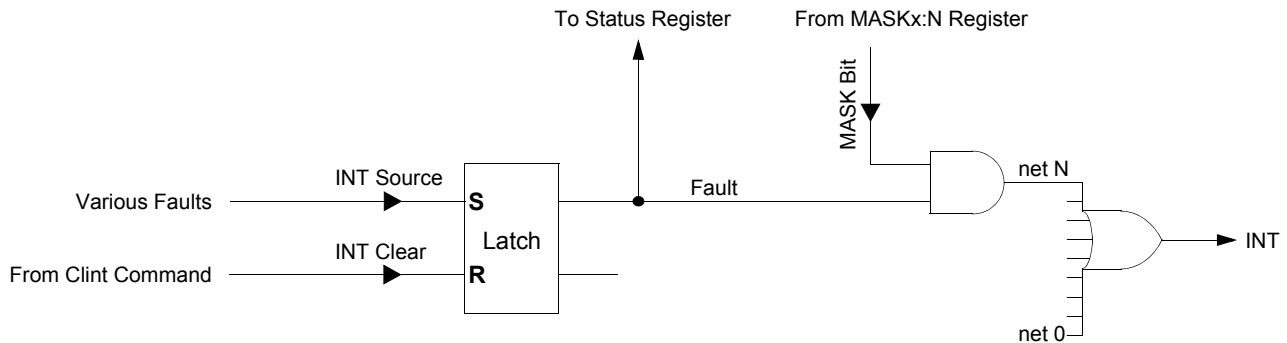 To Status Register
From MASKx:N Register
MASK Bit
INT Source
net N
Various Faults
S
Fault
Latch
INT
INT Clear
From Clint Command
R
net 0